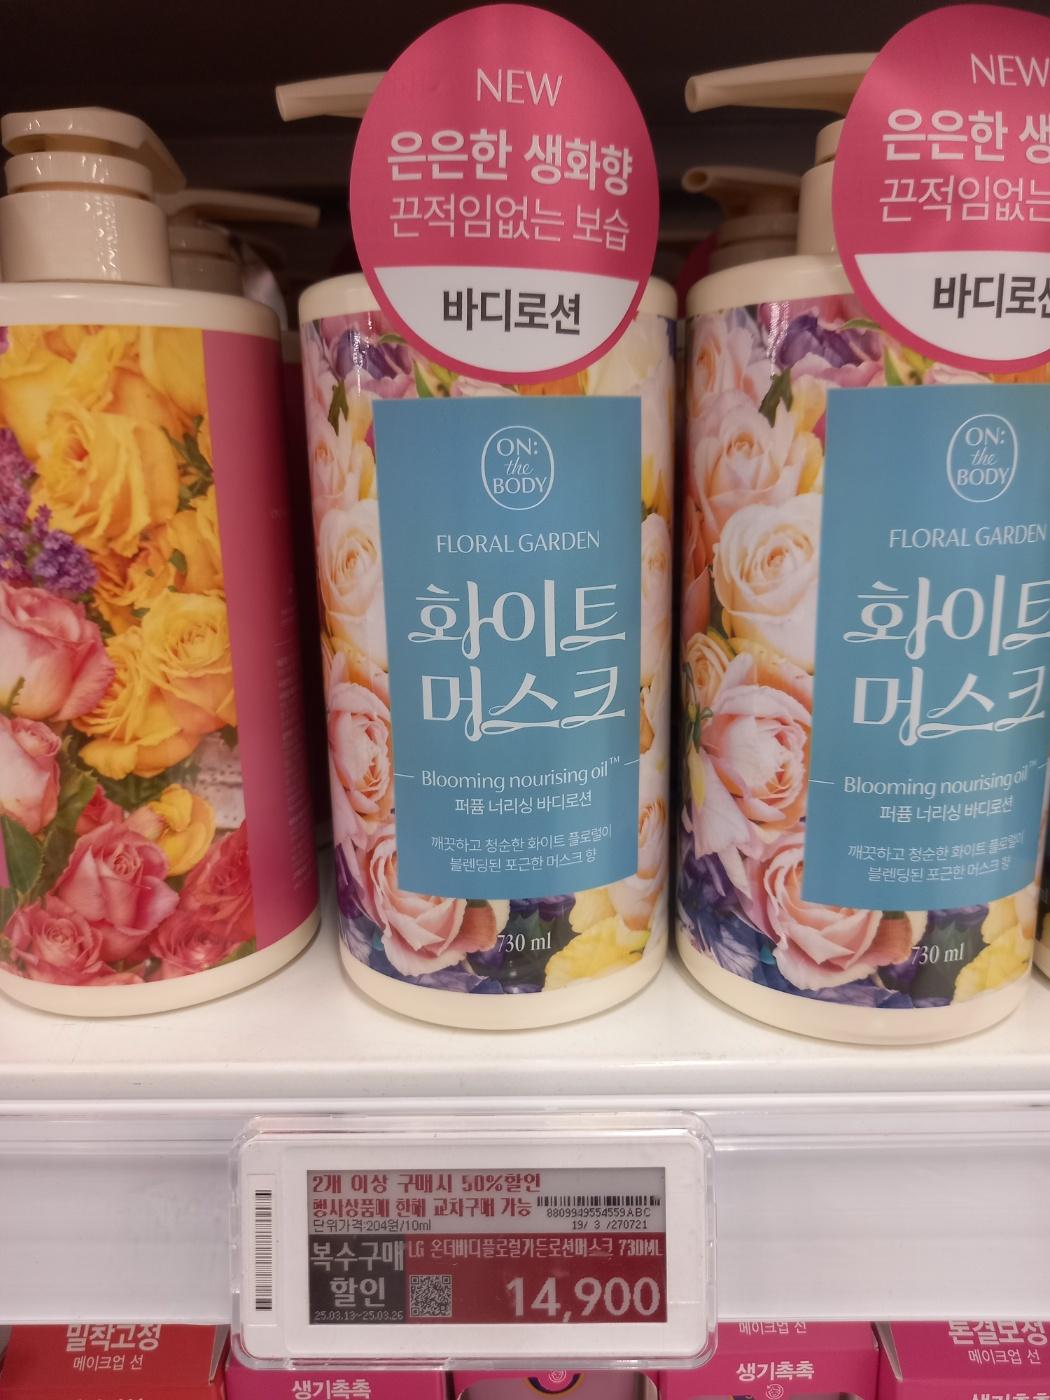 NEW
은은한 생화향
끈적임없는 보습
바디로션
ON:
the
BODY
FLORAL GARDEN
화이트
머스크
Blooming nourising oil™
퍼퓸 너리싱 바디로션
깨끗하고 청순한 화이트 플로럴이
블렌딩된 포근한 머스크 향
730 ml
NEW
은은한 생
끈적임없는
바디로션
ON:
the
BODY
FLORAL GARDEN
화이트
머스크
Blooming nourising oil™
퍼퓸 너리싱 바디로션
깨끗하고 청순한 화이트 플로럴이
블렌딩된 포근한 머스크 향
730 ml
2개 이상 구매시 50%할인
행사상품에 한해 교차구매 가능
8809949554559ABC
단위가격:204원/10ml
19/ 3 /270721
복수구매
할인
25.03.13~25.03.26
LG 온더바디플로럴가든로션머스크 730ML
14,900
밀착고정
메이크업 선
생기촉촉
메이크업 선
생기촉촉
톤결보정
메이크업 선
생기촉촉